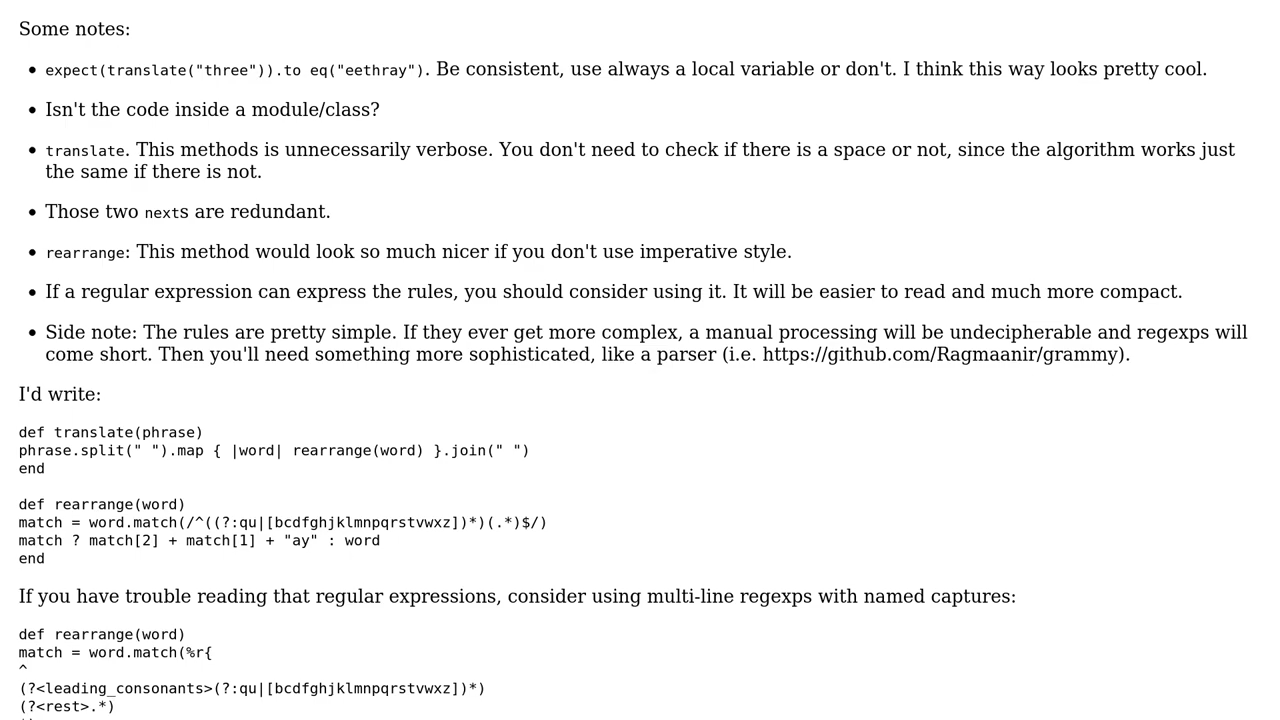 Some notes:
expect(translate("three")).to eq("eethray"). Be consistent, use always a local variable or don't. I think this way looks pretty cool.
Isn't the code inside a module/class?
translate. This methods is unnecessarily verbose. You don't need to check if there is a space or not, since the algorithm works just
the same if there is not.
Those two nexts are redundant.
rearrange: This method would look so much nicer if you don't use imperative style.
If a regular expression can express the rules, you should consider using it. It will be easier to read and much more compact.
Side note: The rules are pretty simple. If they ever get more complex, a manual processing will be undecipherable and regexps will
come short. Then you'll need something more sophisticated, like a parser (i.e. https://github.com/Ragmaanir/grammy).
I'd write:
def translate(phrase)
phrase.split(" ").map { |word| rearrange(word) }.join(" ")
end
def rearrange(word)
match = word.match(/^((?:qu|[bcdfghjklmnpqrstvwxz])*)(.*)$/)
match ? match[2] + match[1] + "ay" : word
end
If you have trouble reading that regular expressions, consider using multi-line regexps with named captures:
def rearrange(word)
match = word.match(%r{
^
(?<leading_consonants>(?:qu|[bcdfghjklmnpqrstvwxz])*)
(?<rest>.*)